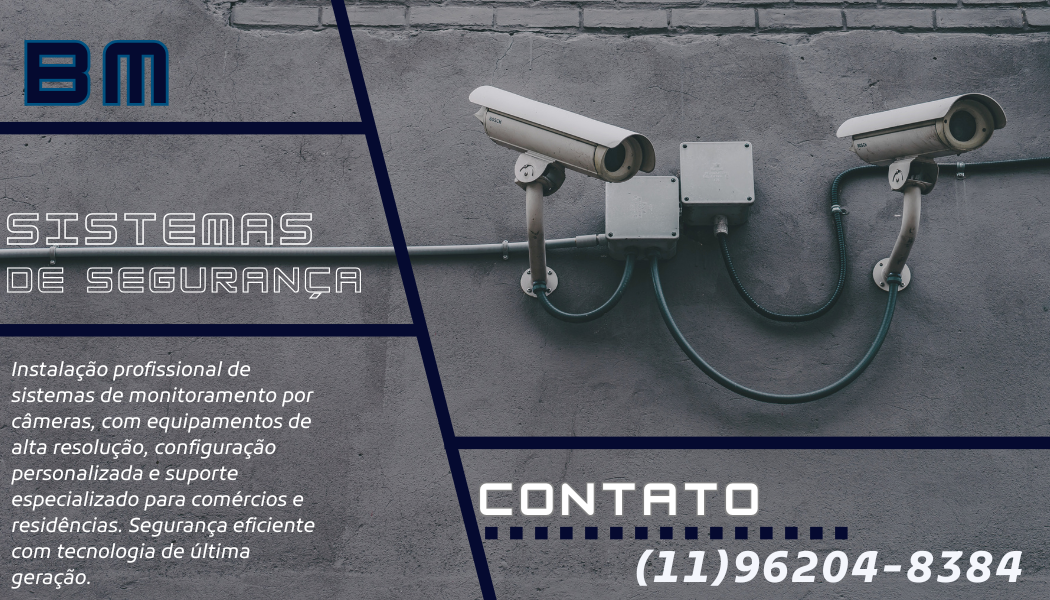 BM
SISTEMAS
DE SEGURANÇA
Instalação profissional de
sistemas de monitoramento por
câmeras, com equipamentos de
alta resolução, configuração
personalizada e suporte
especializado para comércios e
residências. Segurança eficiente
com tecnologia de última
geração.
CONTATO
(11)96204-8384